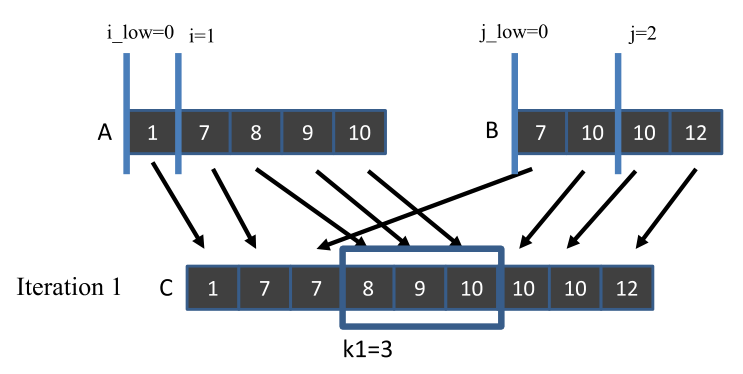 i_low=0 i=1 j_low=0 j=2
A 1 7 8 9 10 B 7 10 10 12
Iteration 1 C 1 7 7 8 9 10 10 10 12
k1=3